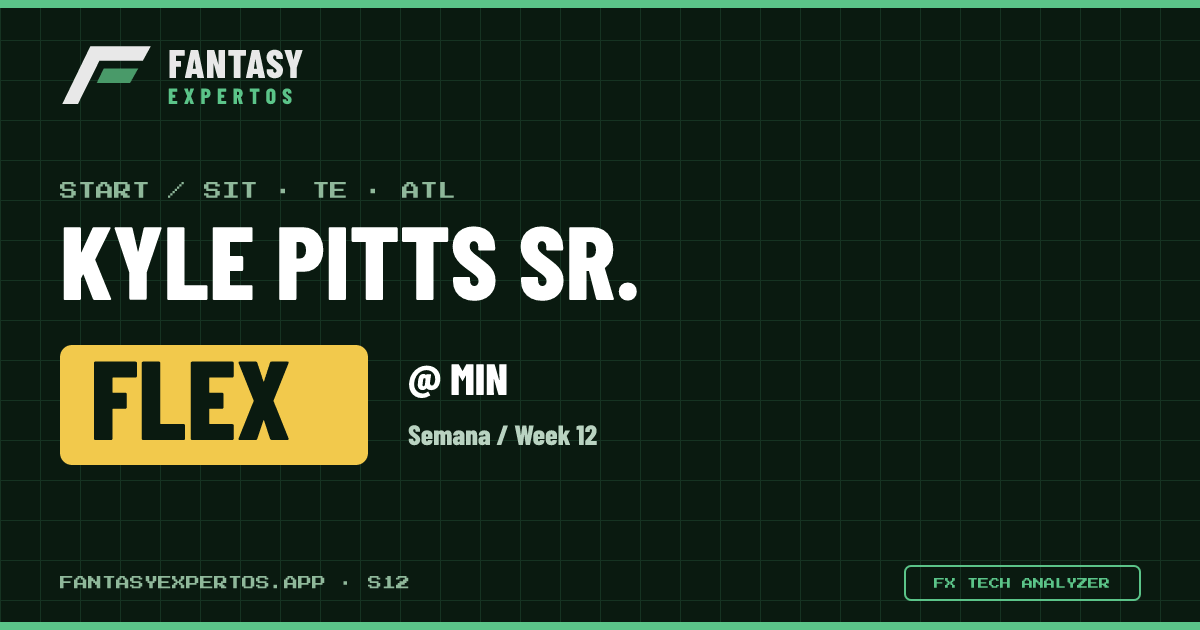 FANTASY
EXPERTOS
START / SIT · TE · ATL
KYLE PITTS SR.
FLEX
@ MIN
Semana / Week 12
FANTASYEXPERTOS.APP · S12
FX TECH ANALYZER